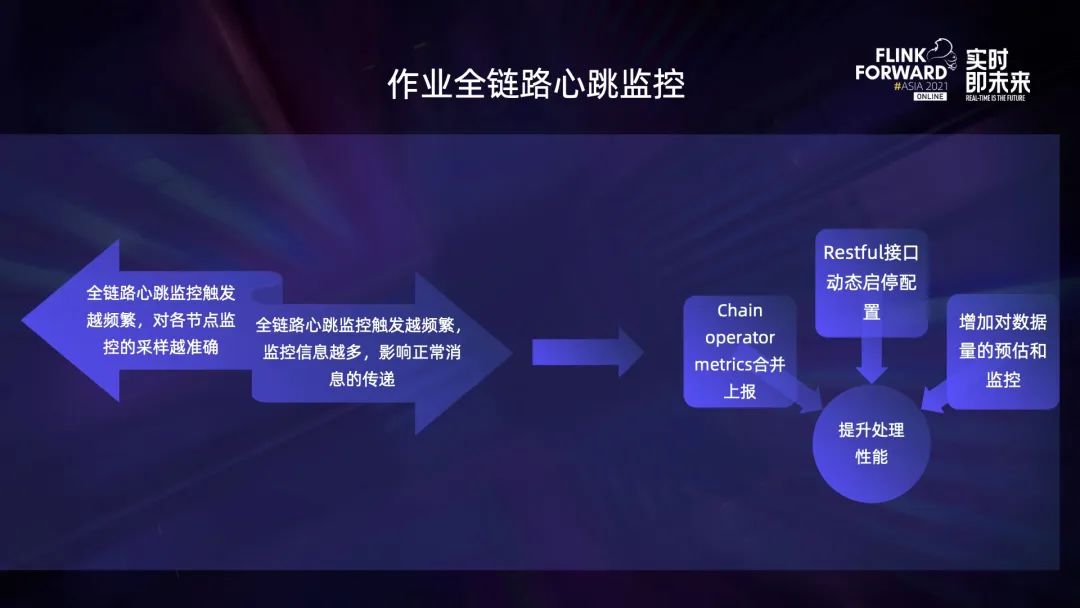 作业全链路心跳监控
FLINK
FORWARD
#ASIA 2021
ONLINE
实时
即未来
REAL-TIME IS THE FUTURE
全链路心跳监控触发
越频繁，对各节点监
控的采样越准确
全链路心跳监控触发越频繁，
监控信息越多，影响正常消
息的传递
Chain
operator
metrics合并
上报
Restful接口
动态启停配
置
增加对数据
量的预估和
监控
提升处理
性能